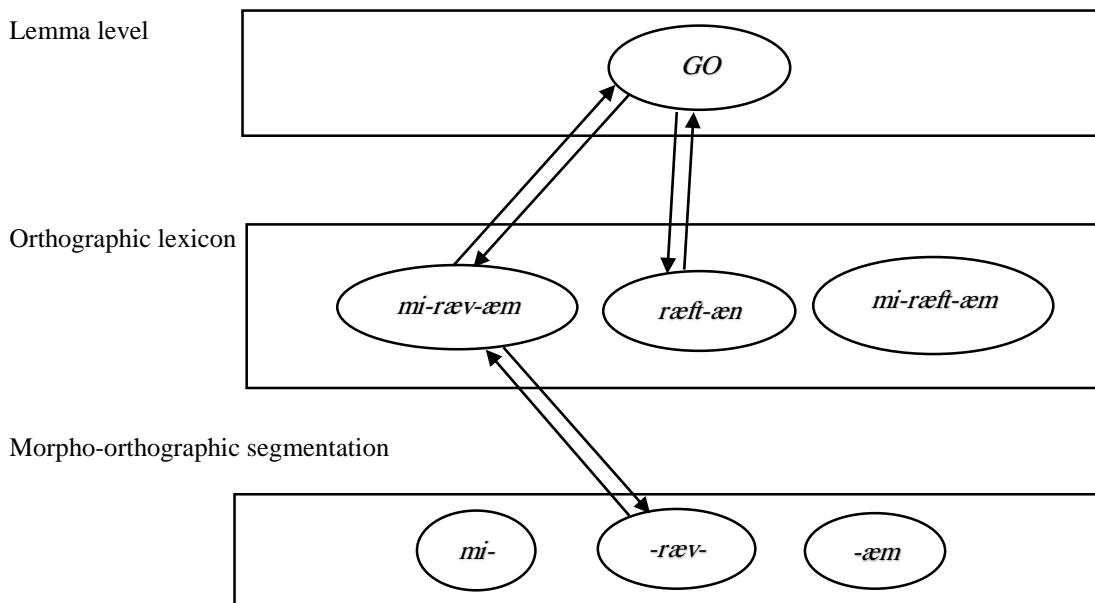 Lemma level
GO
Orthographic lexicon
mi-ræv-æm
ræft-æn
mi-ræft-æm
Morpho-orthographic segmentation
mi-
-ræv-
-æm